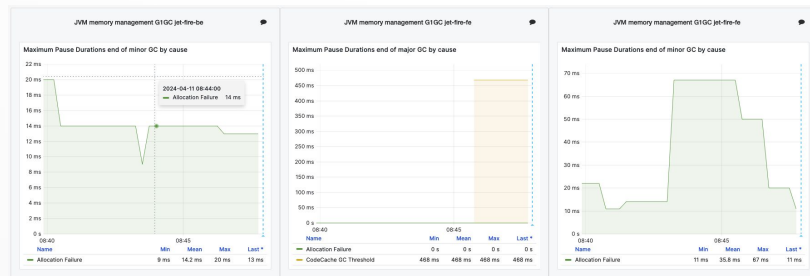 JVM memory management G1GC jet-fire-be
Maximum Pause Durations end of minor GC by cause
22 ms
20 ms
18 ms
16 ms
14 ms
12 ms
10 ms
8 ms
6 ms
4 ms
2 ms
0 s
2024-04-11 08:44:00
Allocation Failure 14 ms
08:40 08:45
Name Min Mean Max Last *
Allocation Failure 9 ms 14.2 ms 20 ms 13 ms
JVM memory management G1GC jet-fire-fe
Maximum Pause Durations end of major GC by cause
500 ms
450 ms
400 ms
350 ms
300 ms
250 ms
200 ms
150 ms
100 ms
50 ms
0 s
08:40 08:45
Name Min Mean Max Last *
Allocation Failure 0 s 0 s 0 s 0 s
CodeCache GC Threshold 468 ms 468 ms 468 ms 468 ms
JVM memory management G1GC jet-fire-fe
Maximum Pause Durations end of minor GC by cause
70 ms
60 ms
50 ms
40 ms
30 ms
20 ms
10 ms
0 s
08:40 08:45
Name Min Mean Max Last *
Allocation Failure 11 ms 35.8 ms 67 ms 11 ms